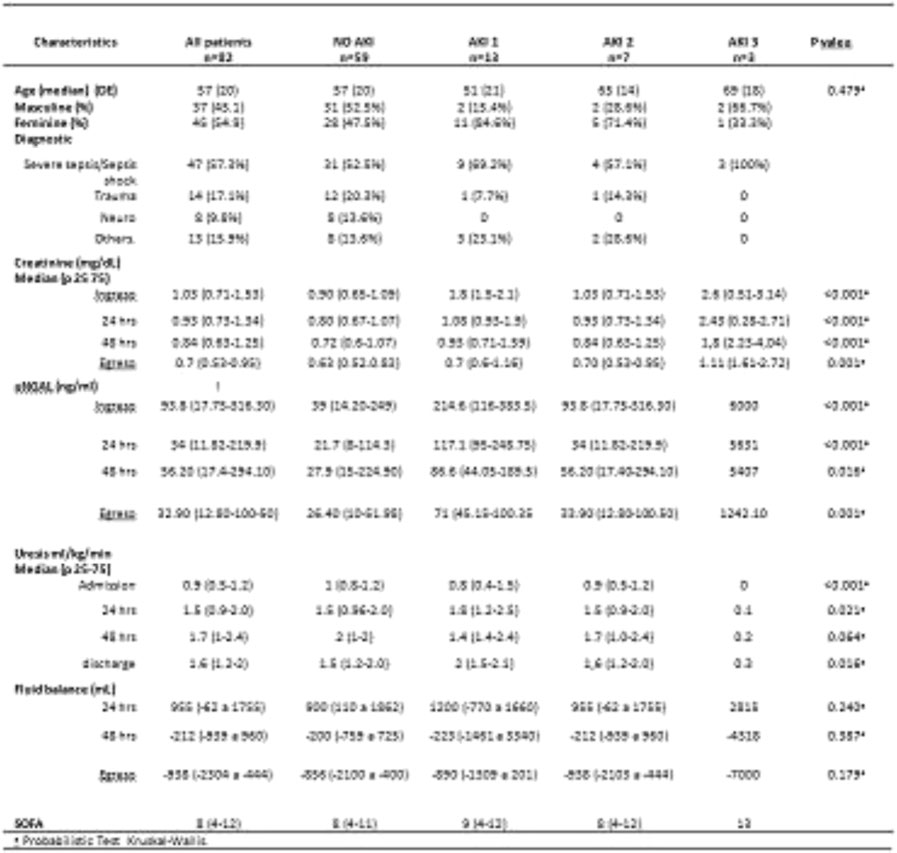 Characteristics All patients NO AKI AKI 1 AKI 2 AKI 3 P value
n=82 n=59 n=13 n=7 n=3
Age (median) (DE) 57 (20) 57 (20) 51 (21) 65 (14) 69 (18) 0.479*
Masculine (%) 37 (45.1) 31 (52.5%) 2 (15.4%) 2 (28.6%) 2 (66.7%)
Feminine (%) 45 (54.9) 28 (47.5%) 11 (84.6%) 5 (71.4%) 1 (33.3%)
Diagnostic
Severe sepsis/Septic 47 (57.3%) 31 (52.5%) 9 (69.2%) 4 (57.1%) 3 (100%)
shock
Trauma 14 (17.1%) 12 (20.3%) 1 (7.7%) 1 (14.3%) 0
Neuro 8 (9.8%) 8 (13.6%) 0 0 0
Others. 13 (15.9%) 8 (13.6%) 3 (23.1%) 2 (28.6%) 0
Creatinine (mg/dL)
Median (p 25 75)
Ingreso 1.03 (0.71-1.53) 0.90 (0.65-1.09) 1.8 (1.5-2.1) 1.03 (0.71-1.53) 2.6 (0.51-3.14) <0.001*
24 hrs 0.93 (0.73-1.34) 0.80 (0.67-1.07) 1.08 (0.93-1.9) 0.93 (0.73-1.34) 2.43 (0.28-2.71) <0.001*
48 hrs 0.84 (0.63-1.25) 0.72 (0.6-1.07) 0.93 (0.71-1.39) 0.84 (0.63-1.25) 1,8 (2.23-4,04) <0.001*
Egreso 0.7 (0.53-0.95) 0.63 (0.52-0.83) 0.7 (0.6-1.16) 0.70 (0.53-0.95) 1.11 (1.61-2.72) 0.001*
(ng/ml)
Ingreso 93.8 (17.75-316.30) 39 (14.20-249) 214.6 (116-383.5) 93.8 (17.75-316.30) 6000 <0.001*
24 hrs 34 (11.82-219.9) 21.7 (8-114.3) 117.1 (95-248.75) 34 (11.82-219.9) 5631 <0.001*
48 hrs 56.20 (17.4-294.10) 27.9 (15-224.90) 86.6 (44.05-189.5) 56.20 (17.40-294.10) 5407 0.016*
Egreso 32.90 (12.80-100-50) 26.40 (10-51.95) 71 (45.15-100.25 33.90 (12.80-100.50) 1242.10 0.001*
Uresis ml/kg/min
Median [p 25-75]
Admission 0.9 (0.5-1.2) 1 (0.8-1.2) 0.8 (0.4-1.5) 0.9 (0.5-1.2) 0 <0.001*
24 hrs 1.5 (0.9-2.0) 1.5 (0.96-2.0) 1.8 (1.2-2.5) 1.5 (0.9-2.0) 0.1 0.021*
48 hrs 1.7 (1-2.4) 2 (1-2) 1.4 (1.4-2.4) 1.7 (1.0-2.4) 0.2 0.064*
discharge 1.6 (1.2-2) 1.5 (1.2-2.0) 2 (1.5-2.1) 1,6 (1.2-2.0) 0.3 0.016*
Fluid balance (mL)
24 hrs 955 (-62 a 1755) 900 (110 a 1862) 1200 (-770 a 1660) 955 (-62 a 1755) 2815 0.240*
48 hrs -212 (-939 a 960) -200 (-759 a 725) -223 (-1461 a 3340) -212 (-939 a 960) -4318 0.387*
Egreso -938 (-2304 a -444) -856 (-2100 a -400) -890 (-1309 a 201) -938 (-2103 a -444) -7000 0.179*
SOFA 8 (4-12) 8 (4-11) 9 (4-12) 8 (4-12) 13
* Probabilistic Test Kruskal-Wallis